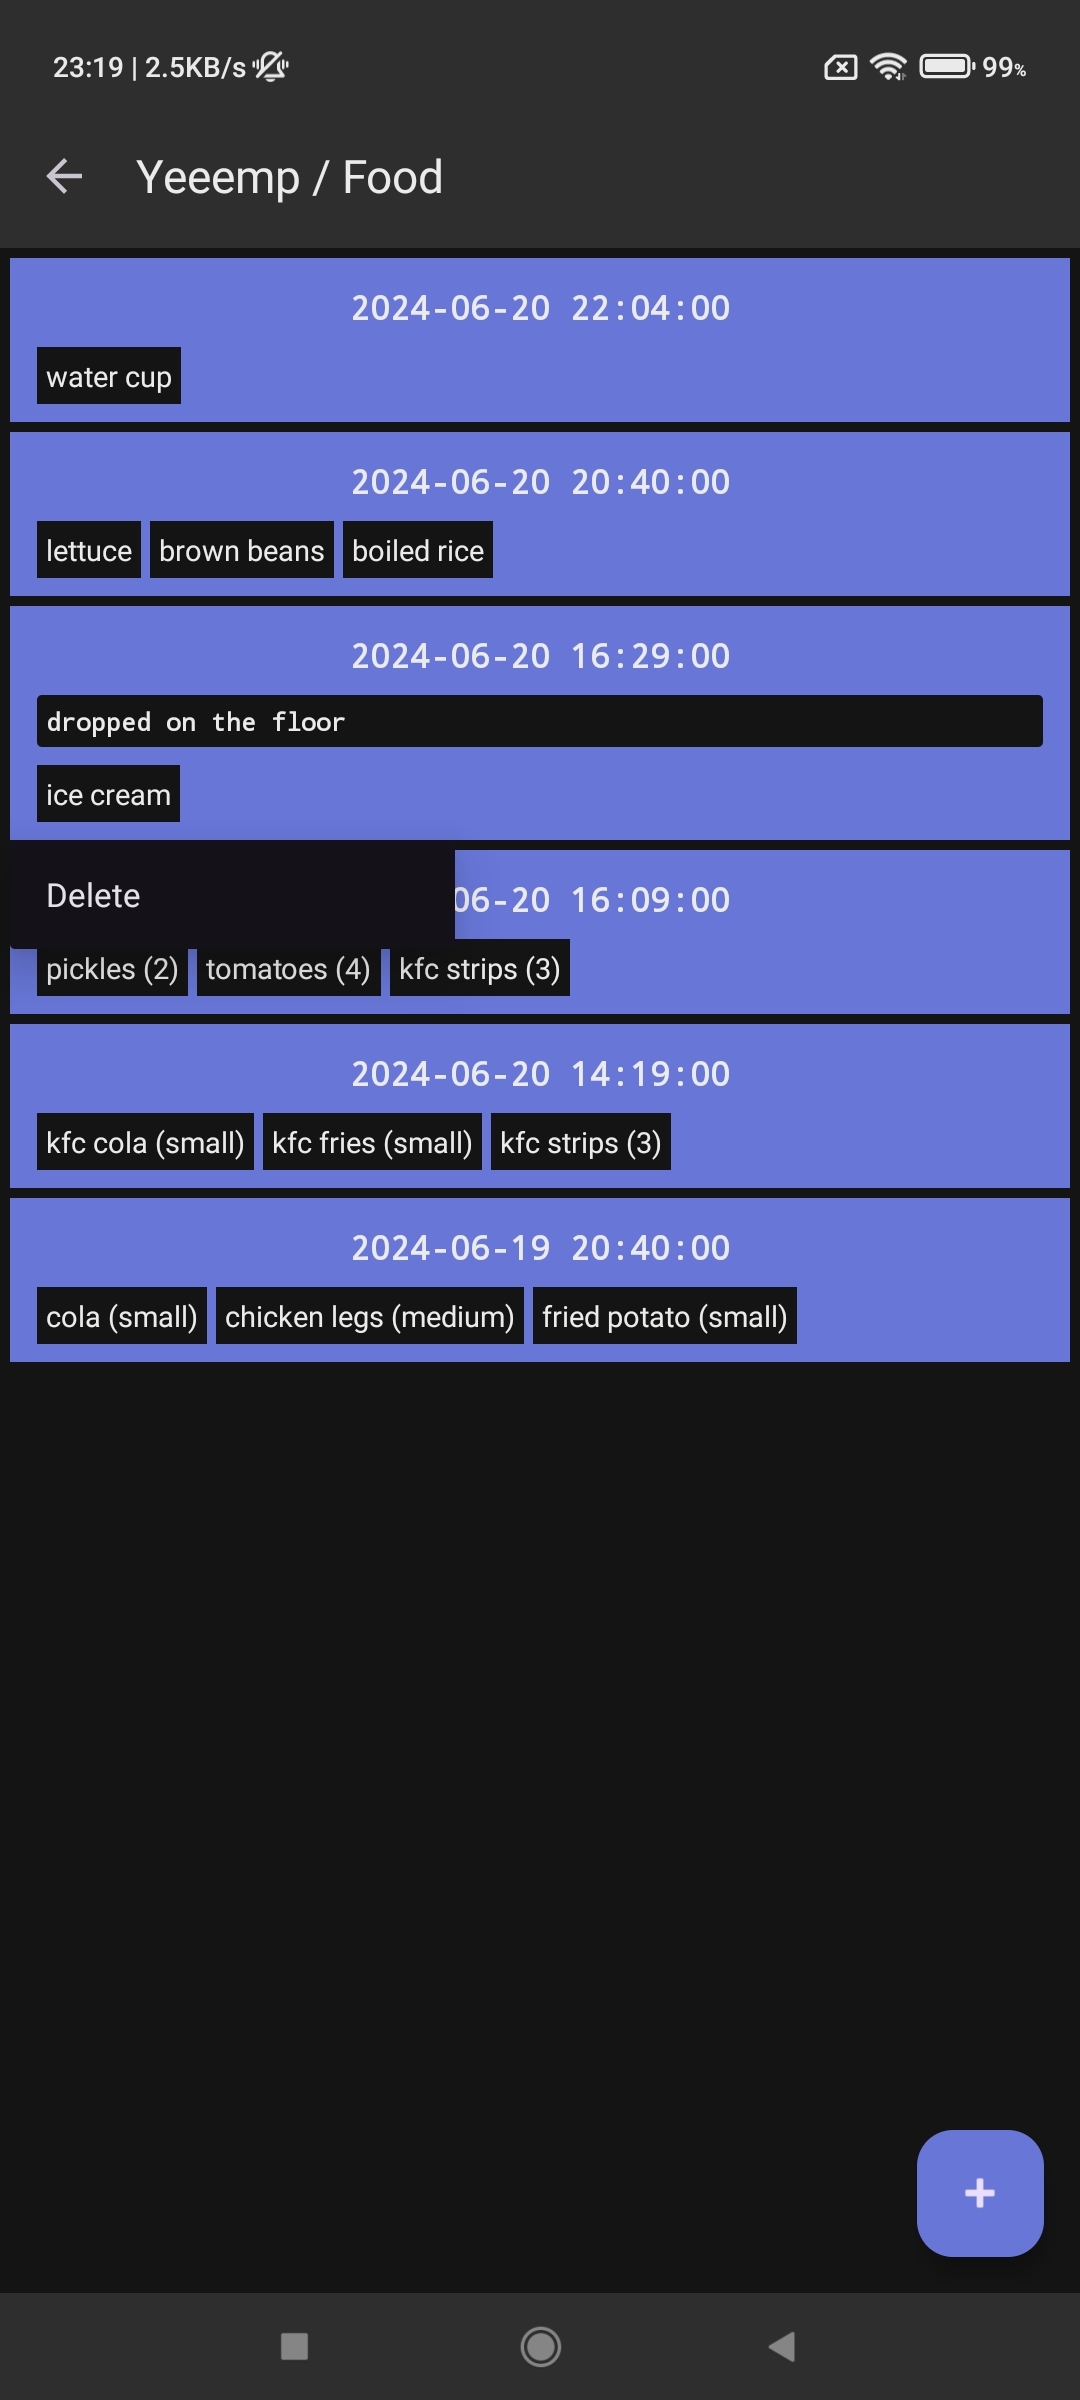 23:19 | 2.5KB/s
99%
Yeeemp / Food
2024-06-20 22:04:00
water cup
2024-06-20 20:40:00
lettuce brown beans boiled rice
2024-06-20 16:29:00
dropped on the floor
ice cream
Delete
06-20 16:09:00
pickles (2) tomatoes (4) kfc strips (3)
2024-06-20 14:19:00
kfc cola (small) kfc fries (small) kfc strips (3)
2024-06-19 20:40:00
cola (small) chicken legs (medium) fried potato (small)